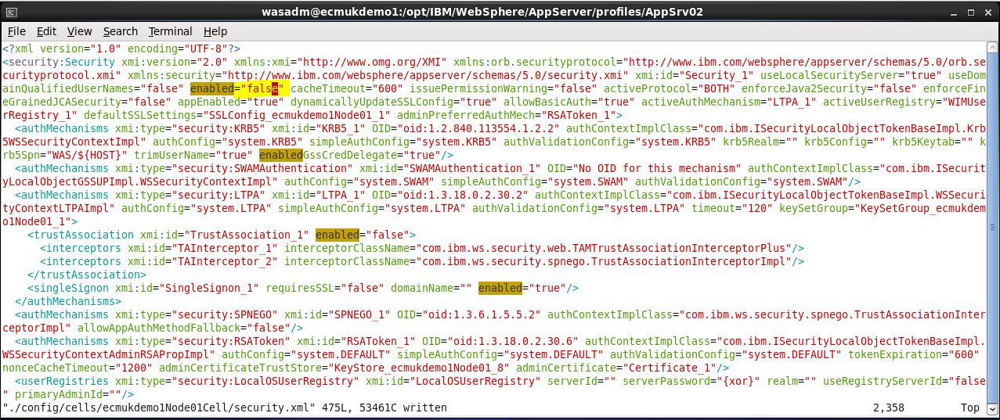 wasadm@ecmukdemo1:/opt/IBM/WebSphere/AppServer/profiles/AppSrv02
File Edit View Search Terminal Help
<?xml version="1.0" encoding="UTF-8"?>
<security:Security xmi:version="2.0" xmlns:xmi="http://www.omg.org/XMI" xmlns:orb.securityprotocol="http://www.ibm.com/websphere/appserver/schemas/5.0/orb.se
curityprotocol.xmi" xmlns:security="http://www.ibm.com/websphere/appserver/schemas/5.0/security.xmi" xmi:id="Security_1" useLocalSecurityServer="true" useDom
ainQualifiedUserNames="false" enabled="false" cacheTimeout="600" issuePermissionWarning="false" activeProtocol="BOTH" enforceJava2Security="false" enforceFin
eGrainedJCASecurity="false" appEnabled="true" dynamicallyUpdateSSLConfig="true" allowBasicAuth="true" activeAuthMechanism="LTPA_1" activeUserRegistry="WIMUse
rRegistry_1" defaultSSLSettings="SSLConfig_ecmukdemo1Node01_1" adminPreferredAuthMech="RSAToken_1">
  <authMechanisms xmi:type="security:KRB5" xmi:id="KRB5_1" OID="oid:1.2.840.113554.1.2.2" authContextImplClass="com.ibm.ISecurityLocalObjectTokenBaseImpl.Krb
5WSSecurityContextImpl" authConfig="system.KRB5" simpleAuthConfig="system.KRB5" authValidationConfig="system.KRB5" krb5Realm="" krb5Config="" krb5Keytab="" k
rb5Spn="WAS/${HOST}" trimUserName="true" enabledGssCredDelegate="true"/>
  <authMechanisms xmi:type="security:SWAMAuthentication" xmi:id="SWAMAuthentication_1" OID="No OID for this mechanism" authContextImplClass="com.ibm.ISecurit
yLocalObjectGSSUPImpl.WSSecurityContextImpl" authConfig="system.SWAM" simpleAuthConfig="system.SWAM" authValidationConfig="system.SWAM"/>
  <authMechanisms xmi:type="security:LTPA" xmi:id="LTPA_1" OID="oid:1.3.18.0.2.30.2" authContextImplClass="com.ibm.ISecurityLocalObjectTokenBaseImpl.WSSecuri
tyContextLTPAImpl" authConfig="system.LTPA" simpleAuthConfig="system.LTPA" authValidationConfig="system.LTPA" timeout="120" keySetGroup="KeySetGroup_ecmukdem
o1Node01_1">
    <trustAssociation xmi:id="TrustAssociation_1" enabled="false">
      <interceptors xmi:id="TAInterceptor_1" interceptorClassName="com.ibm.ws.security.web.TAMTrustAssociationInterceptorPlus"/>
      <interceptors xmi:id="TAInterceptor_2" interceptorClassName="com.ibm.ws.security.spnego.TrustAssociationInterceptorImpl"/>
    </trustAssociation>
    <singleSignon xmi:id="SingleSignon_1" requiresSSL="false" domainName="" enabled="true"/>
  </authMechanisms>
  <authMechanisms xmi:type="security:SPNEGO" xmi:id="SPNEGO_1" OID="oid:1.3.6.1.5.5.2" authContextImplClass="com.ibm.ws.security.spnego.TrustAssociationInter
ceptorImpl" allowAppAuthMethodFallback="false"/>
  <authMechanisms xmi:type="security:RSAToken" xmi:id="RSAToken_1" OID="oid:1.3.18.0.2.30.6" authContextImplClass="com.ibm.ISecurityLocalObjectTokenBaseImpl.
WSSecurityContextAdminRSAPropImpl" authConfig="system.DEFAULT" simpleAuthConfig="system.DEFAULT" authValidationConfig="system.DEFAULT" tokenExpiration="600"
nonceCacheTimeout="1200" adminCertificateTrustStore="KeyStore_ecmukdemo1Node01_8" adminCertificate="Certificate_1"/>
  <userRegistries xmi:type="security:LocalOSUserRegistry" xmi:id="LocalOSUserRegistry" serverId="" serverPassword="{xor}" realm="" useRegistryServerId="false
" primaryAdminId=""/>
"./config/cells/ecmukdemo1Node01Cell/security.xml" 475L, 53461C written 2,358 Top